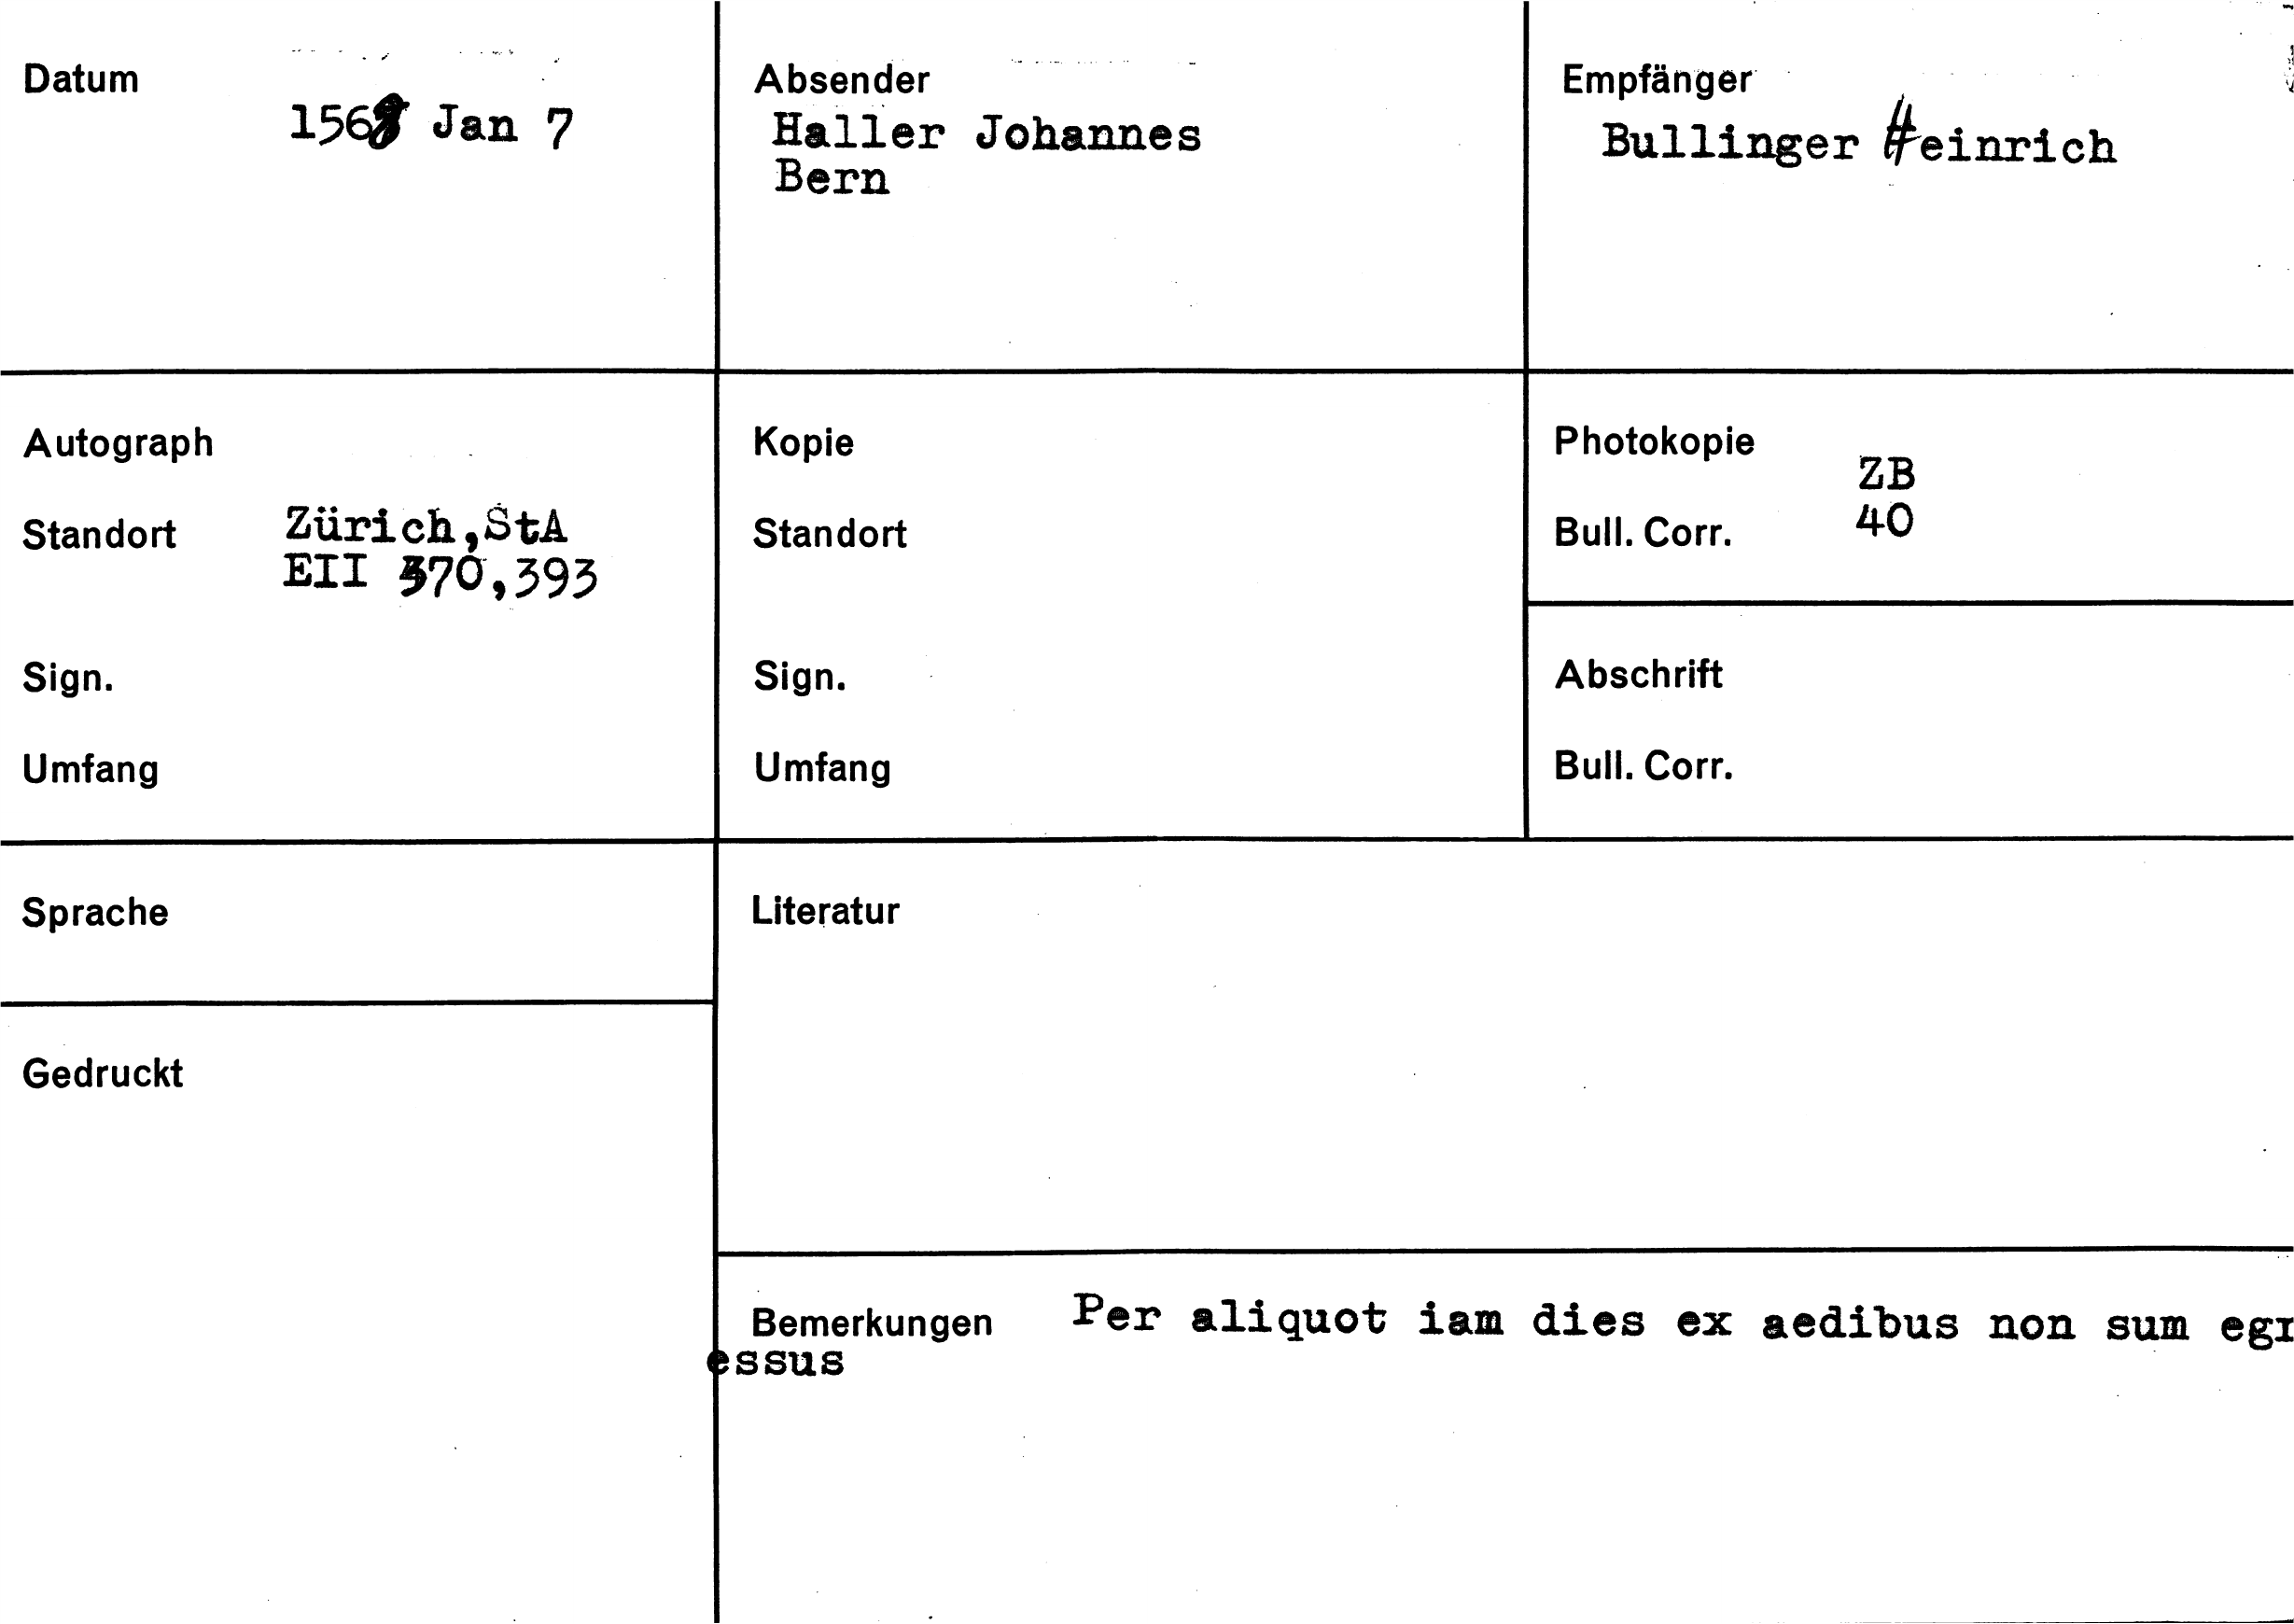 Datum
1568 Jan 7
Absender
Haller Johannes
Bern
Empfänger
Bullinger Heinrich
Autograph
Standort
Zürich,StA
EII 370,393
Sign.
Umfang
Kopie
Standort
Sign.
Umfang
Photokopie
ZB
Bull. Corr. 40
Abschrift
Bull. Corr.
Sprache
Gedruckt
Literatur
Bemerkungen Per aliquot iam dies ex aedibus non sum egr
essus